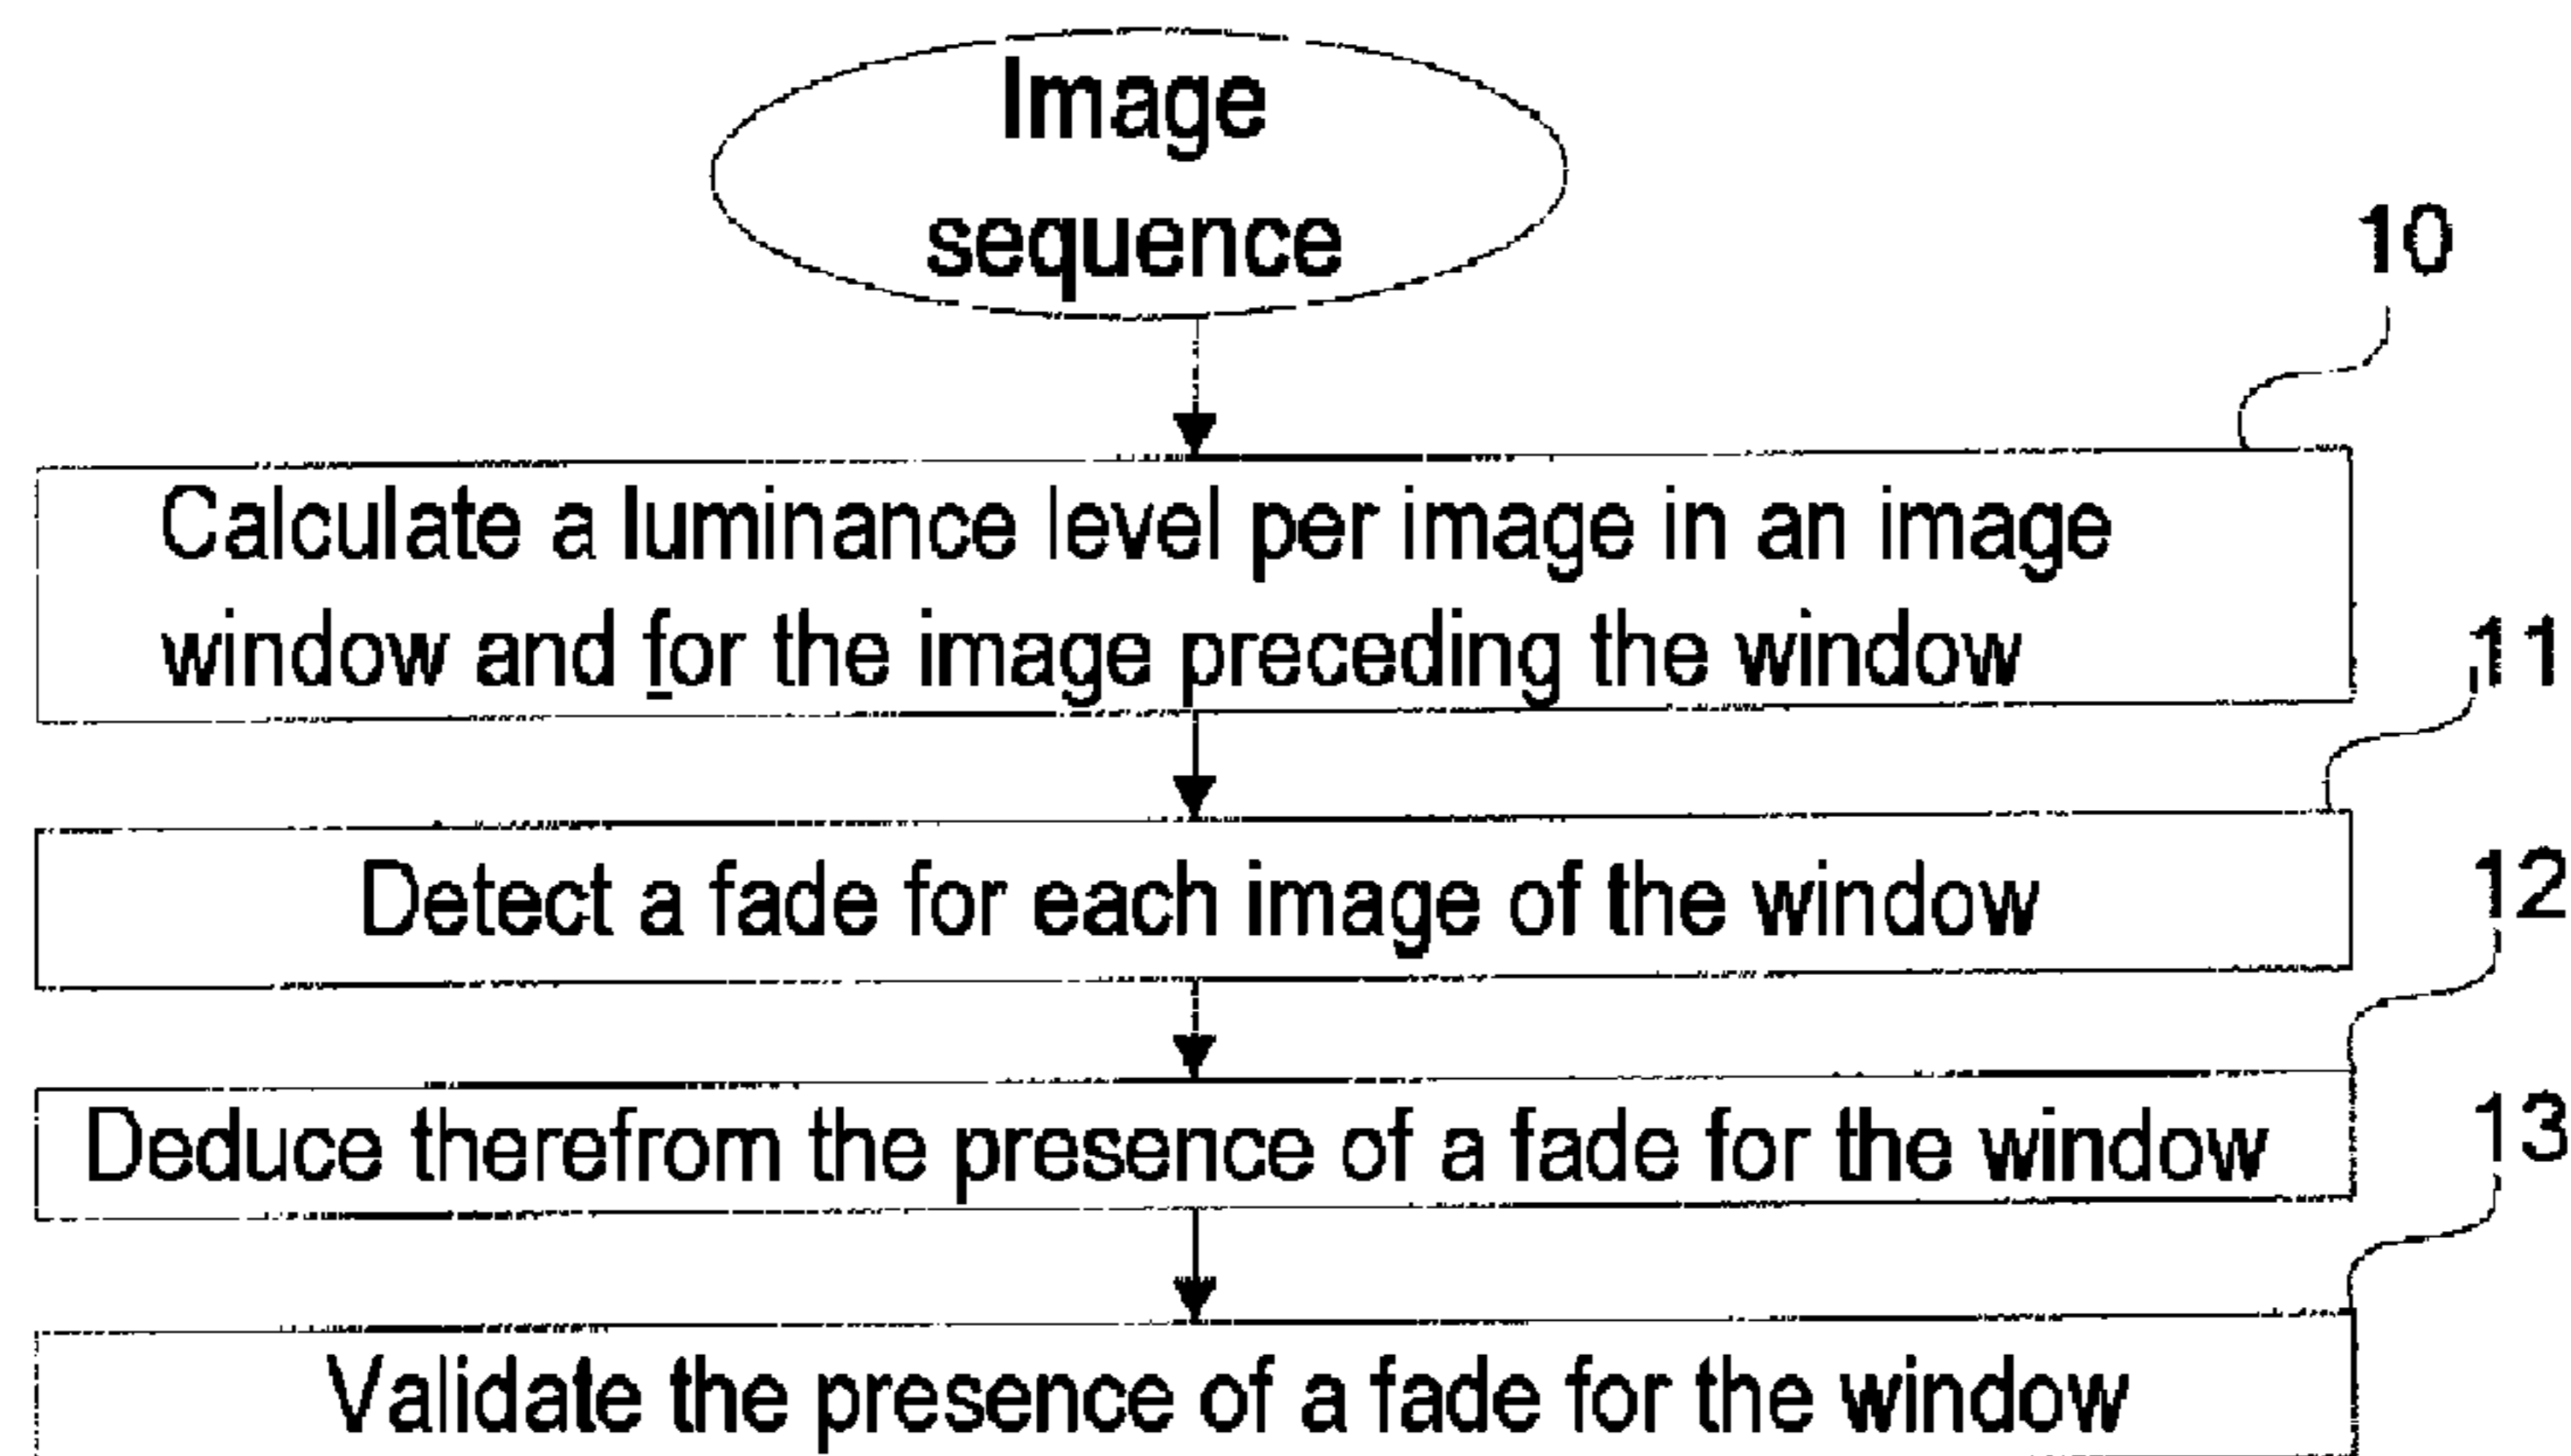 Image
sequence
10
Calculate a luminance level per image in an image
window and for the image preceding the window
11
Detect a fade for each image of the window
12
Deduce therefrom the presence of a fade for the window
13
Validate the presence of a fade for the window